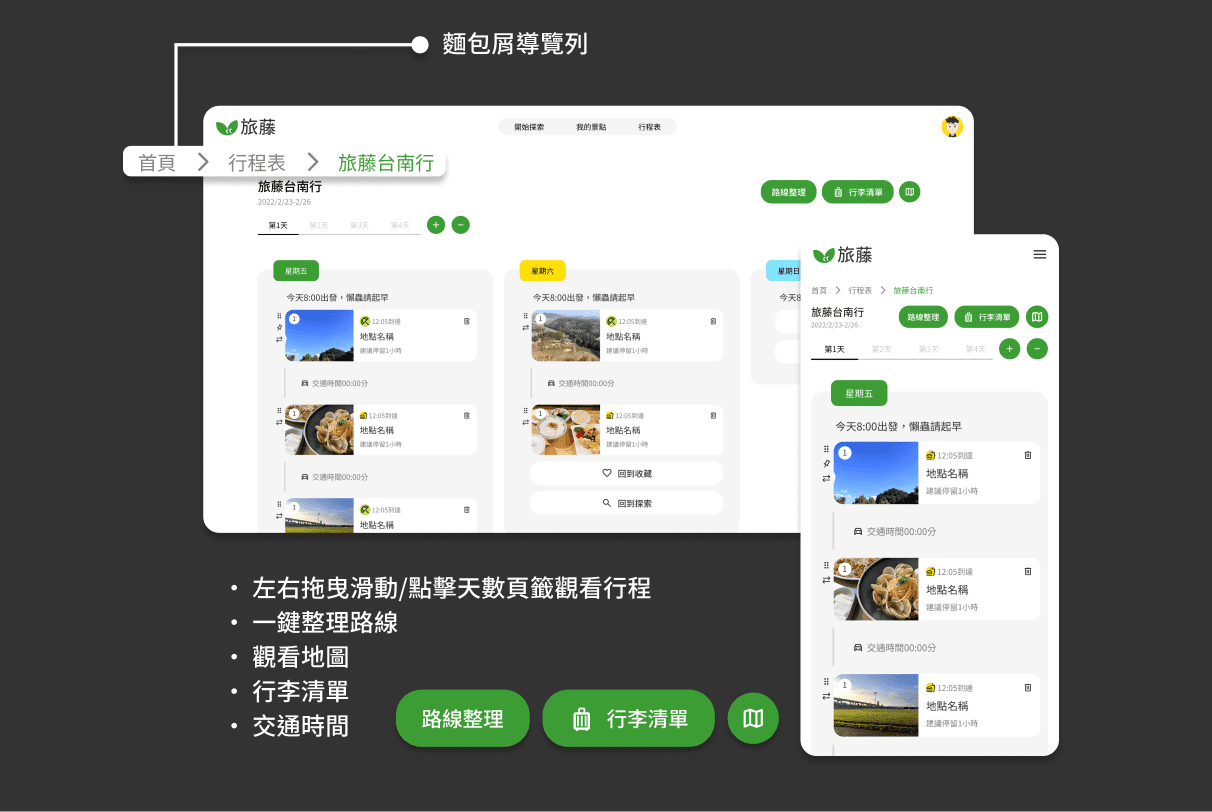 麵包屑導覽列
旅藤
開始探索 我的景點 行程表
首頁 > 行程表 > 旅藤台南行
旅藤台南行
2022/2/23-2/26
路線整理 行李清單
第1天 第2天 第3天 第4天 + -
星期五
今天8:00出發，懶蟲請起早
1
12:05到達
地點名稱
建議停留1小時
交通時間00:00分
1
12:05到達
地點名稱
建議停留1小時
交通時間00:00分
1
12:05到達
地點名稱
星期六
今天8:00出發，懶蟲請起早
1
12:05到達
地點名稱
建議停留1小時
交通時間00:00分
1
12:05到達
地點名稱
建議停留1小時
回到收藏
回到探索
星期日
今天8
旅藤
首頁 > 行程表 > 旅藤台南行
旅藤台南行
2022/2/23-2/26
路線整理 行李清單
第1天 第2天 第3天 第4天 + -
星期五
今天8:00出發，懶蟲請起早
1
12:05到達
地點名稱
建議停留1小時
交通時間00:00分
1
12:05到達
地點名稱
建議停留1小時
交通時間00:00分
1
12:05到達
地點名稱
建議停留1小時
• 左右拖曳滑動/點擊天數頁籤觀看行程
• 一鍵整理路線
• 觀看地圖
• 行李清單
• 交通時間
路線整理 行李清單